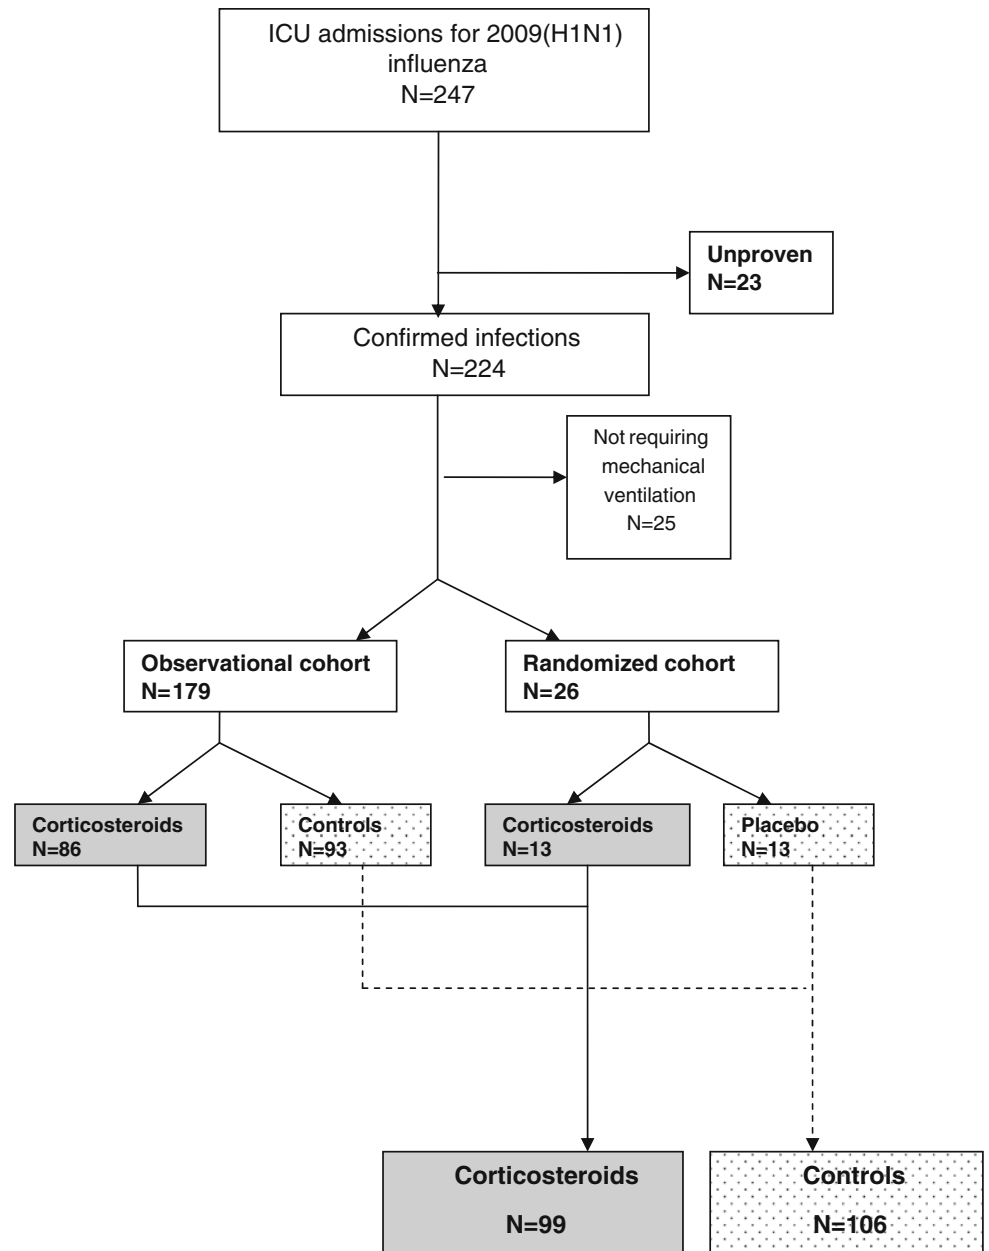 ICU admissions for 2009(H1N1)
influenza
N=247
Unproven
N=23
Confirmed infections
N=224
Not requiring
mechanical
ventilation
N=25
Observational cohort
N=179
Randomized cohort
N=26
Corticosteroids
N=86
Controls
N=93
Corticosteroids
N=13
Placebo
N=13
Corticosteroids
N=99
Controls
N=106